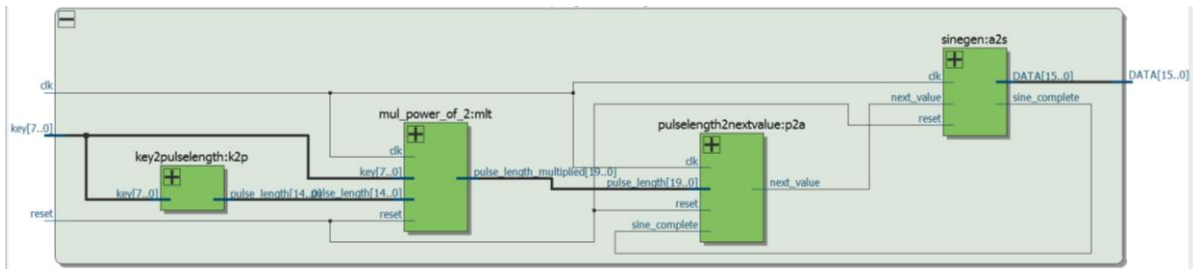 sinegen:a2s
clk
DATA[15..0]
DATA[15..0]
next_value
sine_complete
reset
clk
key[7..0]
reset
mul_power_of_2:mlt
clk
key[7..0]
pulse_length[14..0]
reset
pulse_length_multiplied[19..0]
key2pulselength:k2p
key[7..0]
pulse_length[14..0]
pulselength2nextvalue:p2a
clk
pulse_length[19..0]
reset
sine_complete
next_value